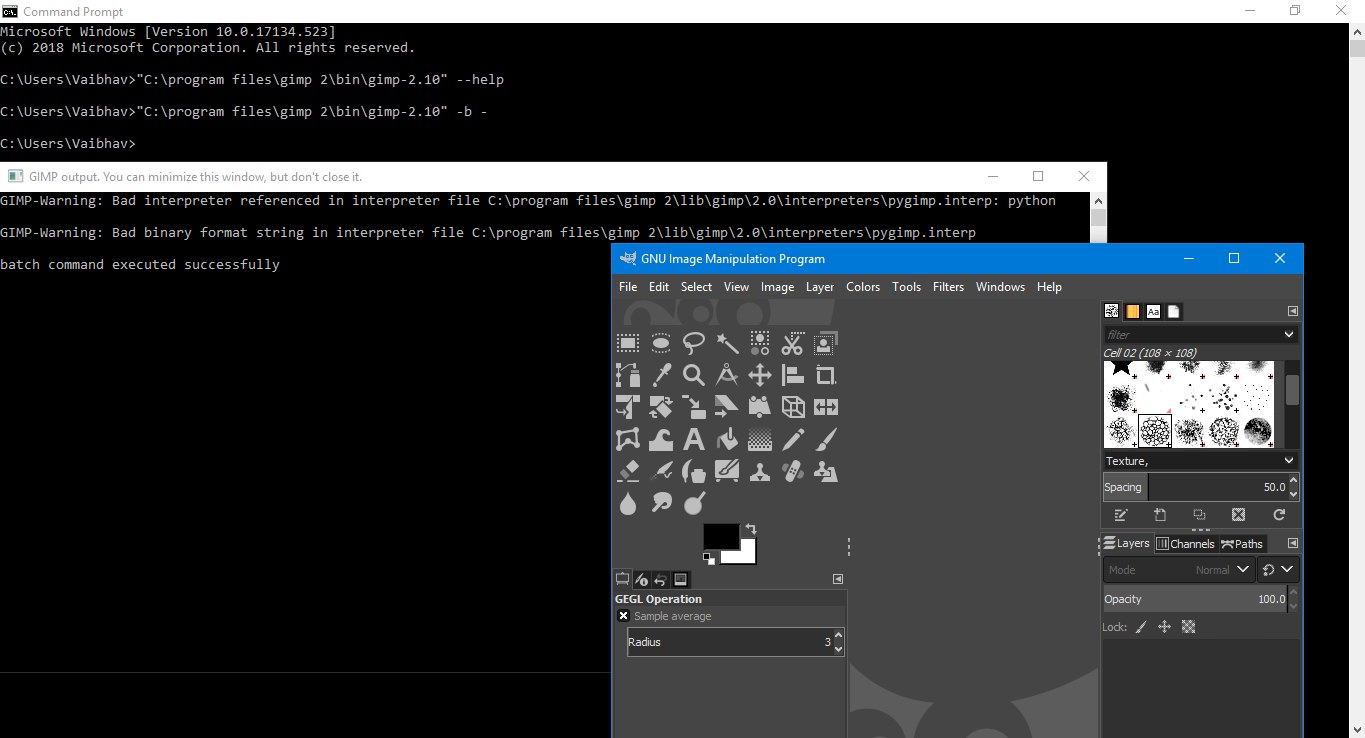 Command Prompt
Microsoft Windows [Version 10.0.17134.523]
(c) 2018 Microsoft Corporation. All rights reserved.
C:\Users\Vaibhav>"C:\program files\gimp 2\bin\gimp-2.10" --help
C:\Users\Vaibhav>"C:\program files\gimp 2\bin\gimp-2.10" -b -
C:\Users\Vaibhav>
GIMP output. You can minimize this window, but don't close it.
GIMP-Warning: Bad interpreter referenced in interpreter file C:\program files\gimp 2\lib\gimp\2.0\interpreters\pygimp.interp: python
GIMP-Warning: Bad binary format string in interpreter file C:\program files\gimp 2\lib\gimp\2.0\interpreters\pygimp.interp
batch command executed successfully
GNU Image Manipulation Program
File Edit Select View Image Layer Colors Tools Filters Windows Help
Aa
filter
Cell 02 (108 × 108)
Texture,
Spacing 50.0
Layers Channels Paths
Mode Normal
Opacity 100.0
Lock:
GEGL Operation
Sample average
Radius 3